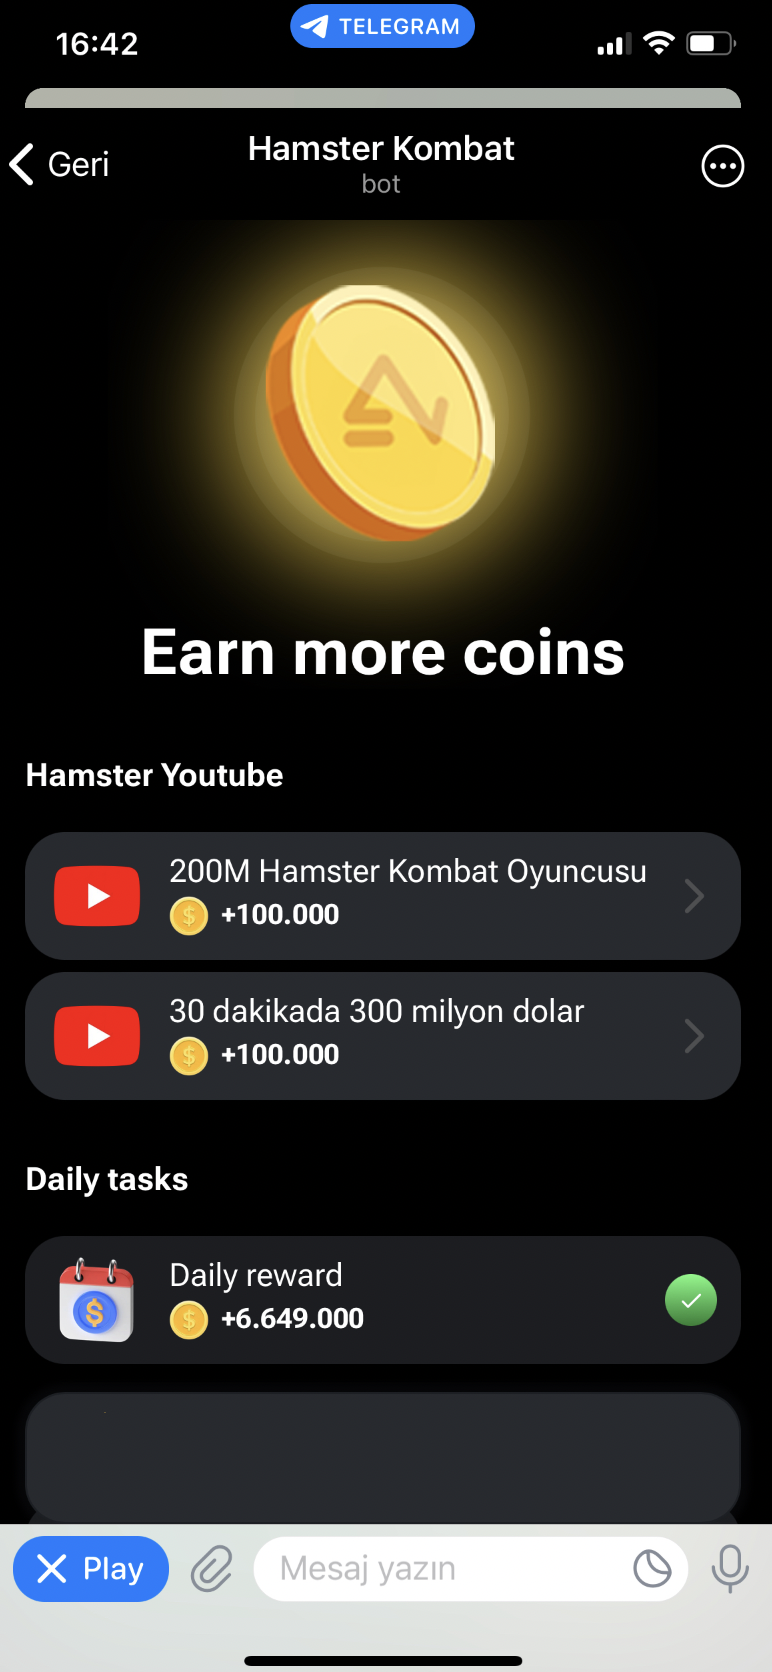 16:42
TELEGRAM
Geri
Hamster Kombat
bot
Earn more coins
Hamster Youtube
200M Hamster Kombat Oyuncusu
+100.000
30 dakikada 300 milyon dolar
+100.000
Daily tasks
Daily reward
+6.649.000
Play
Mesaj yazın